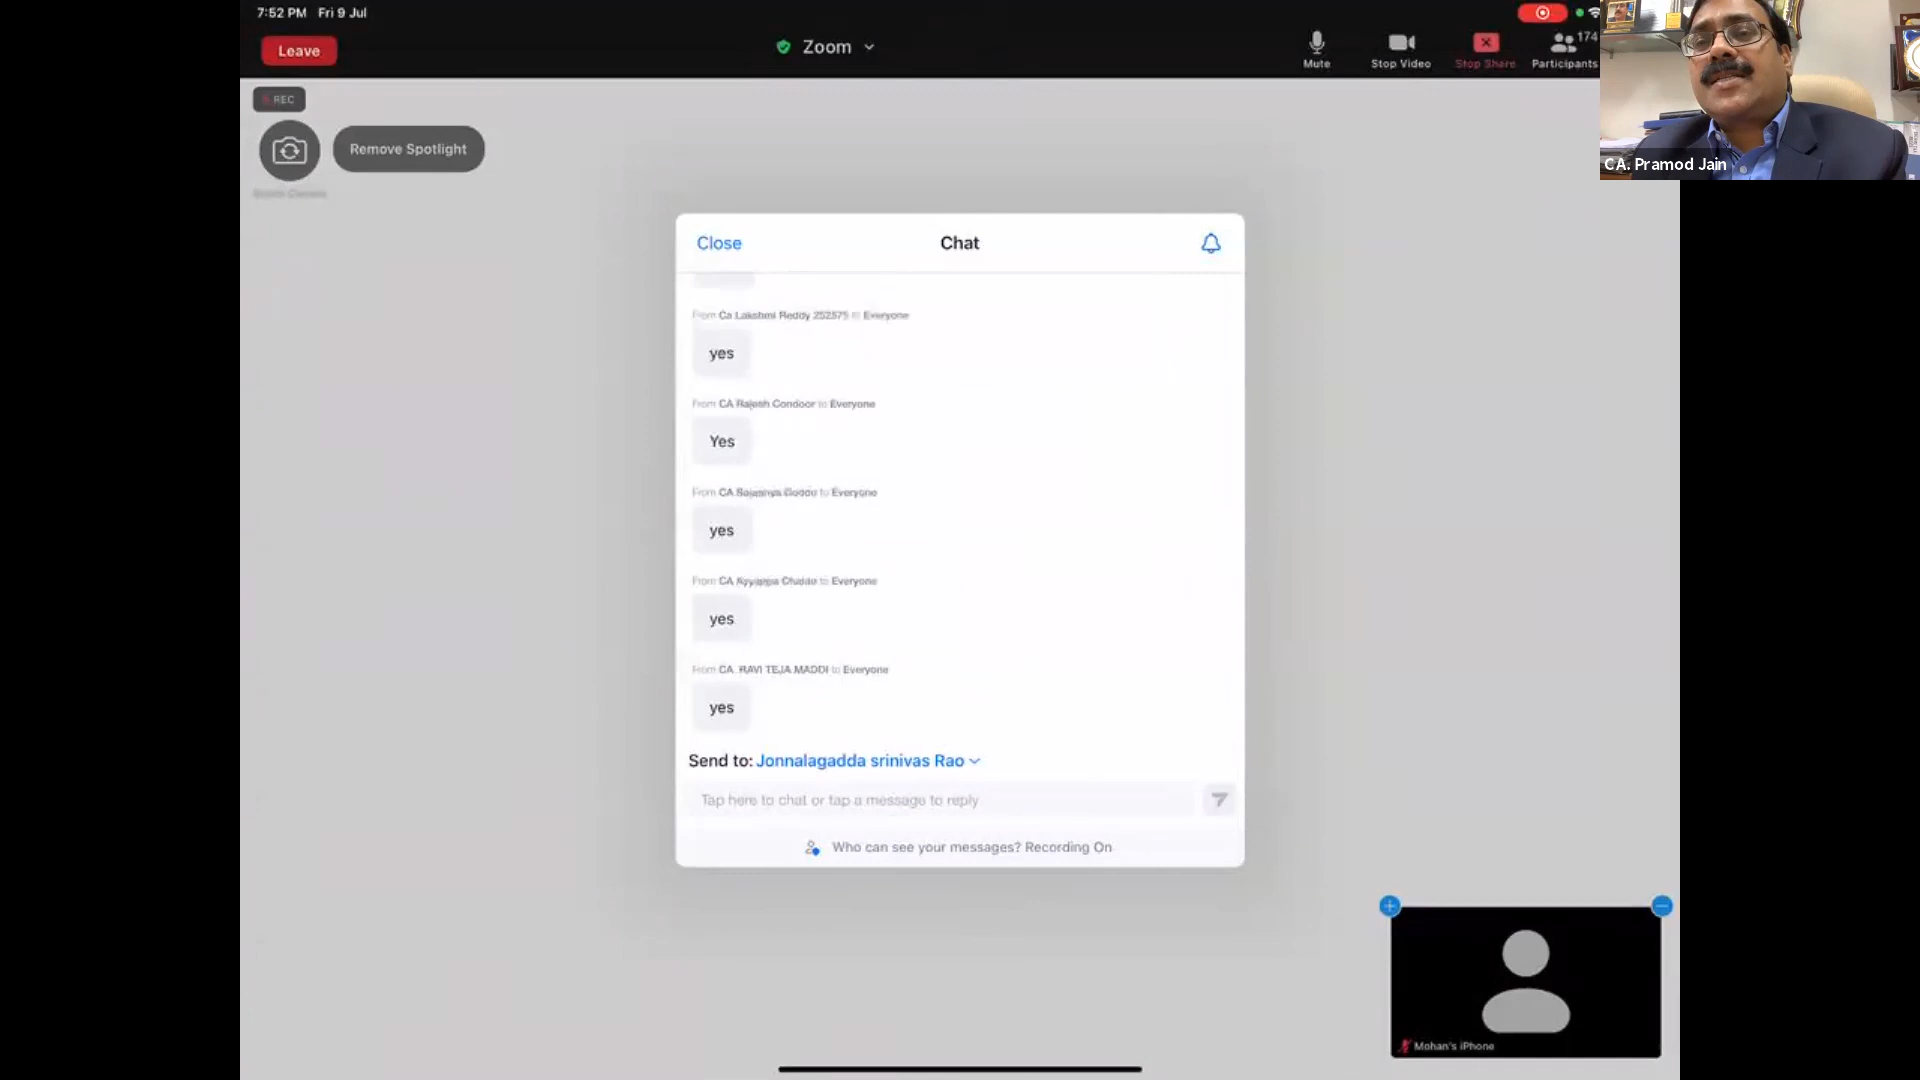 7:52 PM Fri 9 Jul
Leave
Zoom
Mute
Stop Video
Stop Share
174
Participants
REC
Remove Spotlight
CA. Pramod Jain
Close
Chat
From Ca Lakshmi Reddy 252575 to Everyone
yes
From CA Rajesh Condoor to Everyone
Yes
From CA to Everyone
yes
From CA to Everyone
yes
From CA. RAVI TEJA MADDI to Everyone
yes
Send to: Jonnalagadda srinivas Rao
Tap here to chat or tap a message to reply
Who can see your messages? Recording On
Mohan's iPhone